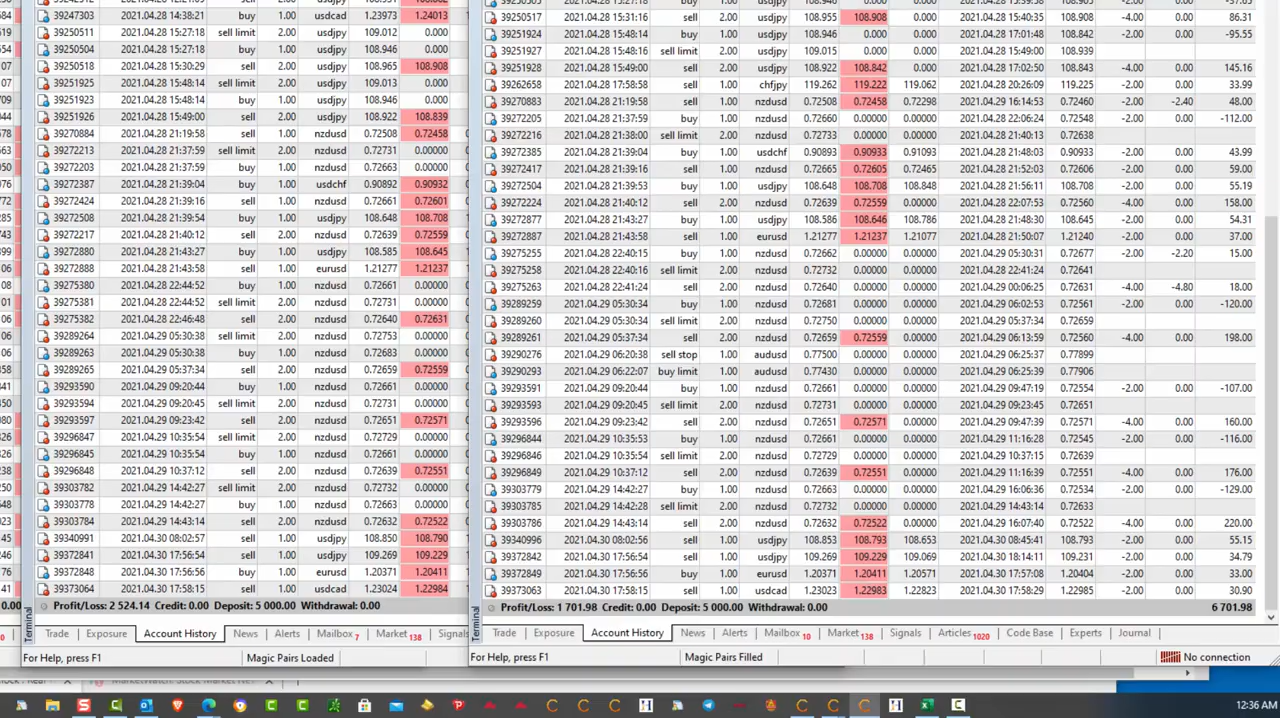 39247303 2021.04.28 14:38:21 buy 1.00 usdcad 1.23973 1.24013
39250511 2021.04.28 15:27:18 sell limit 2.00 usdjpy 109.012 0.000
39250504 2021.04.28 15:27:18 buy 1.00 usdjpy 108.946 0.000
39250518 2021.04.28 15:30:29 sell 2.00 usdjpy 108.965 108.908
39251925 2021.04.28 15:48:14 sell limit 2.00 usdjpy 109.013 0.000
39251923 2021.04.28 15:48:14 buy 1.00 usdjpy 108.946 0.000
39251926 2021.04.28 15:49:00 sell 2.00 usdjpy 108.922 108.839
39270884 2021.04.28 21:19:58 sell 1.00 nzdusd 0.72508 0.72458
39272213 2021.04.28 21:37:59 sell limit 2.00 nzdusd 0.72731 0.00000
39272203 2021.04.28 21:37:59 buy 1.00 nzdusd 0.72663 0.00000
39272387 2021.04.28 21:39:04 buy 1.00 usdchf 0.90892 0.90932
39272424 2021.04.28 21:39:16 sell 1.00 nzdusd 0.72661 0.72601
39272508 2021.04.28 21:39:54 buy 1.00 usdjpy 108.648 108.708
39272217 2021.04.28 21:40:12 sell 2.00 nzdusd 0.72639 0.72559
39272880 2021.04.28 21:43:27 buy 1.00 usdjpy 108.585 108.645
39272888 2021.04.28 21:43:58 sell 1.00 eurusd 1.21277 1.21237
39275380 2021.04.28 22:44:52 buy 1.00 nzdusd 0.72661 0.00000
39275381 2021.04.28 22:44:52 sell limit 2.00 nzdusd 0.72731 0.00000
39275382 2021.04.28 22:46:48 sell 2.00 nzdusd 0.72640 0.72631
39289264 2021.04.29 05:30:38 sell limit 2.00 nzdusd 0.72753 0.00000
39289263 2021.04.29 05:30:38 buy 1.00 nzdusd 0.72683 0.00000
39289265 2021.04.29 05:37:34 sell 2.00 nzdusd 0.72659 0.72559
39293590 2021.04.29 09:20:44 buy 1.00 nzdusd 0.72661 0.00000
39293594 2021.04.29 09:20:44 sell limit 2.00 nzdusd 0.72731 0.00000
39293597 2021.04.29 09:23:42 sell 2.00 nzdusd 0.72651 0.72571
39296847 2021.04.29 10:35:54 sell limit 2.00 nzdusd 0.72729 0.00000
39296845 2021.04.29 10:35:54 buy 1.00 nzdusd 0.72661 0.00000
39296848 2021.04.29 10:37:12 sell 2.00 nzdusd 0.72639 0.72551
39303782 2021.04.29 14:42:27 sell limit 2.00 nzdusd 0.72732 0.00000
39303778 2021.04.29 14:42:27 buy 1.00 nzdusd 0.72663 0.00000
39303784 2021.04.29 14:43:14 sell 2.00 nzdusd 0.72632 0.72522
39340991 2021.04.30 08:02:57 sell 1.00 usdjpy 108.850 108.790
39372841 2021.04.30 17:56:54 sell 1.00 usdjpy 109.269 109.229
39372848 2021.04.30 17:56:56 buy 1.00 eurusd 1.20371 1.20411
39373064 2021.04.30 17:58:15 sell 1.00 usdcad 1.23024 1.22984
Profit/Loss: 2 524.14 Credit: 0.00 Deposit: 5 000.00 Withdrawal: 0.00
Terminal
Trade Exposure Account History News Alerts Mailbox 7 Market 138 Signals
For Help, press F1 Magic Pairs Loaded
39250517 2021.04.28 15:31:16 sell 2.00 usdjpy 108.955 108.908 0.000 2021.04.28 15:40:35 108.908 -4.00 0.00 86.31
39251924 2021.04.28 15:48:14 buy 1.00 usdjpy 108.946 0.000 0.000 2021.04.28 17:01:48 108.842 -2.00 0.00 -95.55
39251927 2021.04.28 15:48:16 sell limit 2.00 usdjpy 109.015 0.000 0.000 2021.04.28 15:49:00 108.939
39251928 2021.04.28 15:49:00 sell 2.00 usdjpy 108.922 108.842 0.000 2021.04.28 17:02:50 108.843 -4.00 0.00 145.16
39262658 2021.04.28 17:58:58 sell 1.00 chfjpy 119.262 119.222 119.062 2021.04.28 20:26:09 119.225 -2.00 0.00 33.99
39270883 2021.04.28 21:19:58 sell 1.00 nzdusd 0.72508 0.72458 0.72298 2021.04.29 16:14:53 0.72460 -2.00 -2.40 48.00
39272205 2021.04.28 21:37:59 buy 1.00 nzdusd 0.72660 0.00000 0.00000 2021.04.28 22:06:24 0.72548 -2.00 0.00 -112.00
39272216 2021.04.28 21:38:00 sell limit 2.00 nzdusd 0.72733 0.00000 0.00000 2021.04.28 21:40:13 0.72638
39272385 2021.04.28 21:39:04 buy 1.00 usdchf 0.90893 0.90933 0.91093 2021.04.28 21:48:03 0.90933 -2.00 0.00 43.99
39272417 2021.04.28 21:39:16 sell 1.00 nzdusd 0.72665 0.72605 0.72465 2021.04.28 21:52:03 0.72606 -2.00 0.00 59.00
39272504 2021.04.28 21:39:53 buy 1.00 usdjpy 108.648 108.708 108.848 2021.04.28 21:56:11 108.708 -2.00 0.00 55.19
39272224 2021.04.28 21:40:12 sell 2.00 nzdusd 0.72639 0.72559 0.00000 2021.04.28 22:07:53 0.72560 -4.00 0.00 158.00
39272877 2021.04.28 21:43:27 buy 1.00 usdjpy 108.586 108.646 108.786 2021.04.28 21:48:30 108.645 -2.00 0.00 54.31
39272887 2021.04.28 21:43:58 sell 1.00 eurusd 1.21277 1.21237 1.21077 2021.04.28 21:50:07 1.21240 -2.00 0.00 37.00
39275255 2021.04.28 22:40:15 buy 1.00 nzdusd 0.72662 0.00000 0.00000 2021.04.29 05:30:31 0.72677 -2.00 -2.20 15.00
39275258 2021.04.28 22:40:16 sell limit 2.00 nzdusd 0.72732 0.00000 0.00000 2021.04.28 22:41:24 0.72641
39275263 2021.04.28 22:41:24 sell 2.00 nzdusd 0.72640 0.00000 0.00000 2021.04.29 00:06:25 0.72631 -4.00 -4.80 18.00
39289259 2021.04.29 05:30:34 buy 1.00 nzdusd 0.72681 0.00000 0.00000 2021.04.29 06:02:53 0.72561 -2.00 0.00 -120.00
39289260 2021.04.29 05:30:34 sell limit 2.00 nzdusd 0.72750 0.00000 0.00000 2021.04.29 05:37:34 0.72659
39289261 2021.04.29 05:37:34 sell 2.00 nzdusd 0.72659 0.72559 0.00000 2021.04.29 06:13:59 0.72560 -4.00 0.00 198.00
39290276 2021.04.29 06:20:38 sell stop 1.00 audusd 0.77500 0.00000 0.00000 2021.04.29 06:25:37 0.77899
39290293 2021.04.29 06:22:07 buy limit 1.00 audusd 0.77430 0.00000 0.00000 2021.04.29 06:25:39 0.77906
39293591 2021.04.29 09:20:44 buy 1.00 nzdusd 0.72661 0.00000 0.00000 2021.04.29 09:47:19 0.72554 -2.00 0.00 -107.00
39293593 2021.04.29 09:20:45 sell limit 2.00 nzdusd 0.72731 0.00000 0.00000 2021.04.29 09:23:45 0.72651
39293596 2021.04.29 09:23:42 sell 2.00 nzdusd 0.72651 0.72571 0.00000 2021.04.29 09:47:39 0.72571 -4.00 0.00 160.00
39296844 2021.04.29 10:35:53 buy 1.00 nzdusd 0.72661 0.00000 0.00000 2021.04.29 11:16:28 0.72545 -2.00 0.00 -116.00
39296846 2021.04.29 10:35:54 sell limit 2.00 nzdusd 0.72729 0.00000 0.00000 2021.04.29 10:37:15 0.72639
39296849 2021.04.29 10:37:12 sell 2.00 nzdusd 0.72639 0.72551 0.00000 2021.04.29 11:16:39 0.72551 -4.00 0.00 176.00
39303779 2021.04.29 14:42:27 buy 1.00 nzdusd 0.72663 0.00000 0.00000 2021.04.29 16:06:36 0.72534 -2.00 0.00 -129.00
39303785 2021.04.29 14:42:28 sell limit 2.00 nzdusd 0.72732 0.00000 0.00000 2021.04.29 14:43:14 0.72633
39303786 2021.04.29 14:43:14 sell 2.00 nzdusd 0.72632 0.72522 0.00000 2021.04.29 16:07:40 0.72522 -4.00 0.00 220.00
39340996 2021.04.30 08:02:56 sell 1.00 usdjpy 108.853 108.793 108.653 2021.04.30 08:45:41 108.793 -2.00 0.00 55.15
39372842 2021.04.30 17:56:54 sell 1.00 usdjpy 109.269 109.229 109.069 2021.04.30 18:14:11 109.231 -2.00 0.00 34.79
39372849 2021.04.30 17:56:56 buy 1.00 eurusd 1.20371 1.20411 1.20571 2021.04.30 17:57:08 1.20404 -2.00 0.00 33.00
39373063 2021.04.30 17:58:15 sell 1.00 usdcad 1.23023 1.22983 1.22823 2021.04.30 17:58:29 1.22985 -2.00 0.00 30.90
Profit/Loss: 1 701.98 Credit: 0.00 Deposit: 5 000.00 Withdrawal: 0.00 6 701.98
Terminal
Trade Exposure Account History News Alerts Mailbox 10 Market 138 Signals Articles 1020 Code Base Experts Journal
For Help, press F1 Magic Pairs Filled No connection
12:36 AM